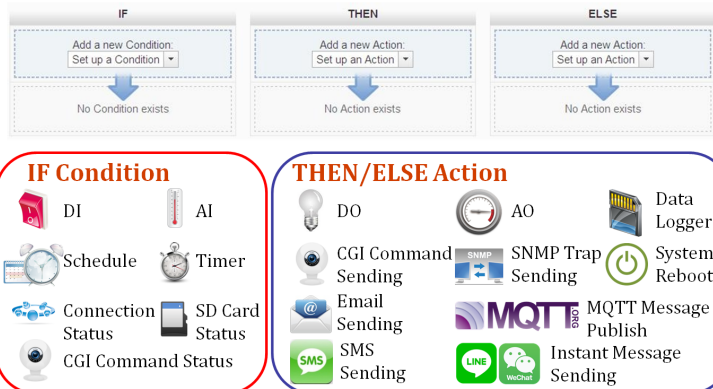 IF
THEN
ELSE
Add a new Condition:
Set up a Condition
Add a new Action:
Set up an Action
Add a new Action:
Set up an Action
No Condition exists
No Action exists
No Action exists
IF Condition
DI
AI
Schedule
Timer
Connection
Status
SD Card
Status
CGI Command Status
THEN/ELSE Action
DO
AO
Data
Logger
CGI Command
Sending
SNMP
SNMP Trap
Sending
System
Reboot
@
Email
Sending
MQTT.ORG
MQTT Message
Publish
SMS
SMS
Sending
LINE
WeChat
Instant Message
Sending